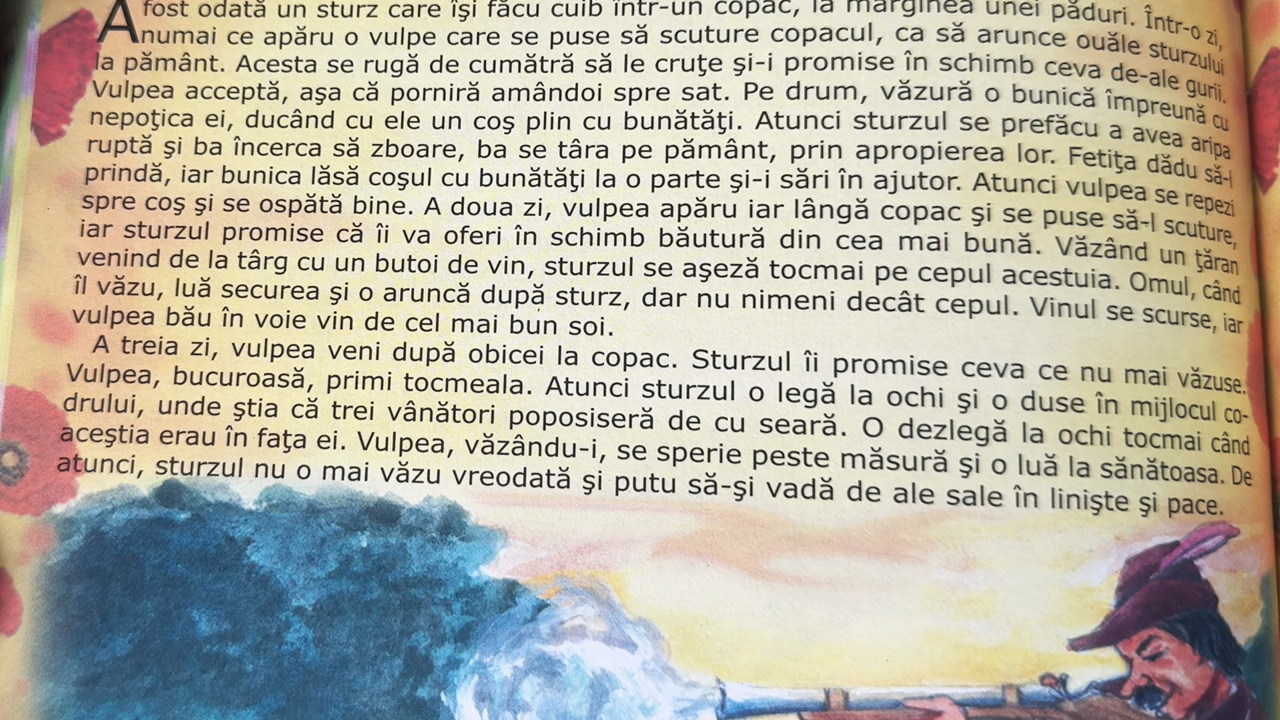 A fost odată un sturz care îşi făcu cuib într-un copac, la marginea unei păduri. Într-o zi,
numai ce apăru o vulpe care se puse să scuture copacul, ca să arunce ouăle sturzului
la pământ. Acesta se rugă de cumătră să le cruţe şi-i promise în schimb ceva de-ale gurii.
Vulpea acceptă, aşa că porniră amândoi spre sat. Pe drum, văzură o bunică împreună cu
nepoţica ei, ducând cu ele un coş plin cu bunătăţi. Atunci sturzul se prefăcu a avea aripa
ruptă şi ba încerca să zboare, ba se târa pe pământ, prin apropierea lor. Fetiţa dădu să-l
prindă, iar bunica lăsă coşul cu bunătăţi la o parte şi-i sări în ajutor. Atunci vulpea se repezi
spre coş şi se ospătă bine. A doua zi, vulpea apăru iar lângă copac şi se puse să-l scuture,
iar sturzul promise că îi va oferi în schimb băutură din cea mai bună. Văzând un ţăran
venind de la târg cu un butoi de vin, sturzul se aşeză tocmai pe cepul acestuia. Omul, când
îl văzu, luă securea şi o aruncă după sturz, dar nu nimeni decât cepul. Vinul se scurse, iar
vulpea bău în voie vin de cel mai bun soi.
A treia zi, vulpea veni după obicei la copac. Sturzul îi promise ceva ce nu mai văzuse.
Vulpea, bucuroasă, primi tocmeala. Atunci sturzul o legă la ochi şi o duse în mijlocul co-
drului, unde ştia că trei vânători poposiseră de cu seară. O dezlegă la ochi tocmai când
aceştia erau în faţa ei. Vulpea, văzându-i, se sperie peste măsură şi o luă la sănătoasa. De
atunci, sturzul nu o mai văzu vreodată şi putu să-şi vadă de ale sale în linişte şi pace.